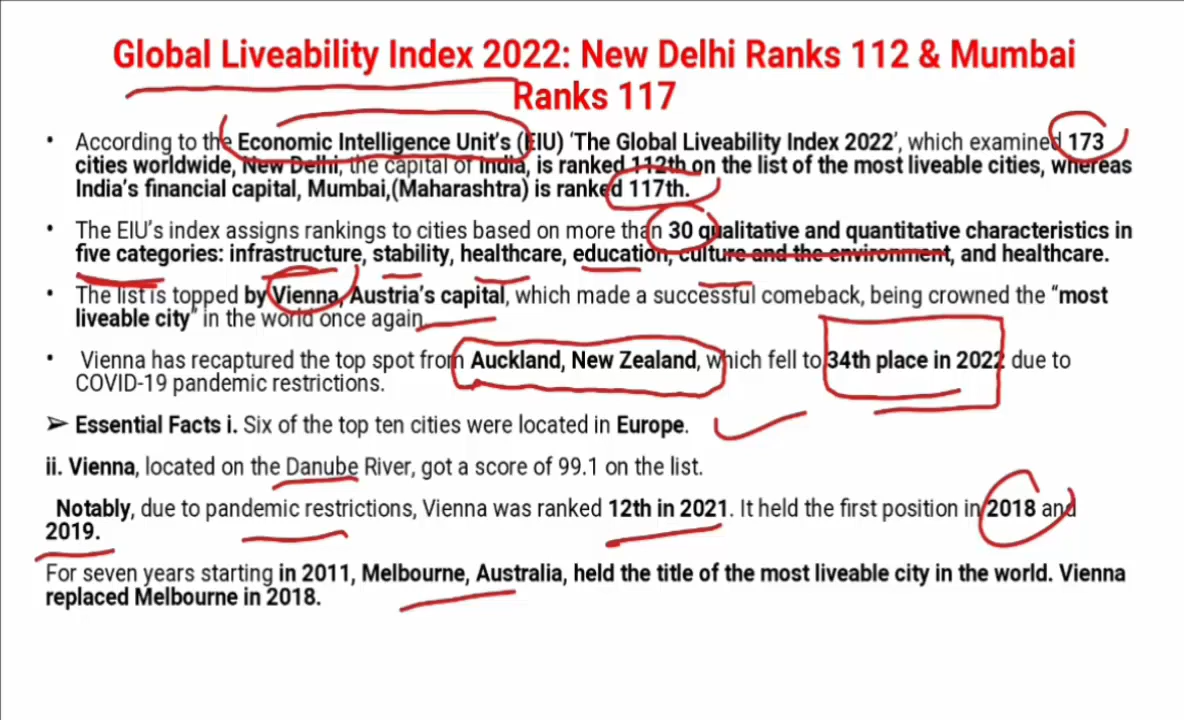 Global Liveability Index 2022: New Delhi Ranks 112 & Mumbai
Ranks 117
• According to the Economic Intelligence Unit's (EIU) 'The Global Liveability Index 2022', which examined 173
cities worldwide, New Delhi, the capital of India, is ranked 112th on the list of the most liveable cities, whereas
India's financial capital, Mumbai,(Maharashtra) is ranked 117th.
• The EIU's index assigns rankings to cities based on more than 30 qualitative and quantitative characteristics in
five categories: infrastructure, stability, healthcare, education, culture and the environment, and healthcare.
• The list is topped by Vienna, Austria's capital, which made a successful comeback, being crowned the "most
liveable city" in the world once again.
• Vienna has recaptured the top spot from Auckland, New Zealand, which fell to 34th place in 2022 due to
COVID-19 pandemic restrictions.
➢ Essential Facts i. Six of the top ten cities were located in Europe.
ii. Vienna, located on the Danube River, got a score of 99.1 on the list.
Notably, due to pandemic restrictions, Vienna was ranked 12th in 2021. It held the first position in 2018 and
2019.
For seven years starting in 2011, Melbourne, Australia, held the title of the most liveable city in the world. Vienna
replaced Melbourne in 2018.